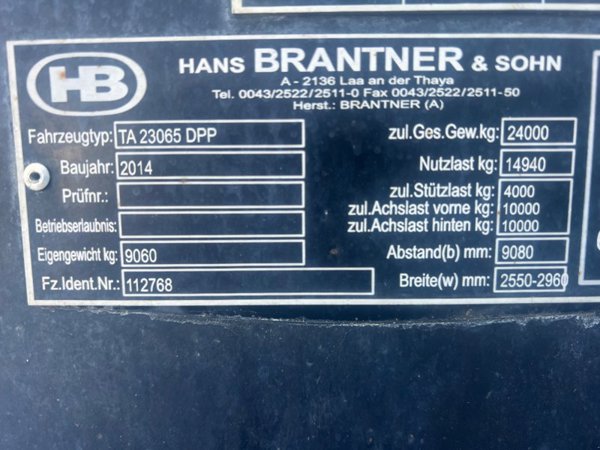 HB
HANS BRANTNER & SOHN
A - 2136 Laa an der Thaya
Tel. 0043/2522/2511-0 Fax 0043/2522/2511-50
Herst.: BRANTNER (A)
Fahrzeugtyp: TA 23065 DPP
Baujahr: 2014
Prüfnr.:
Betriebserlaubnis:
Eigengewicht kg: 9060
Fz.Ident.Nr.: 112768
zul.Ges.Gew.kg: 24000
Nutzlast kg: 14940
zul.Stützlast kg: 4000
zul.Achslast vorne kg: 10000
zul.Achslast hinten kg: 10000
Abstand(b) mm: 9080
Breite(w) mm: 2550-2960